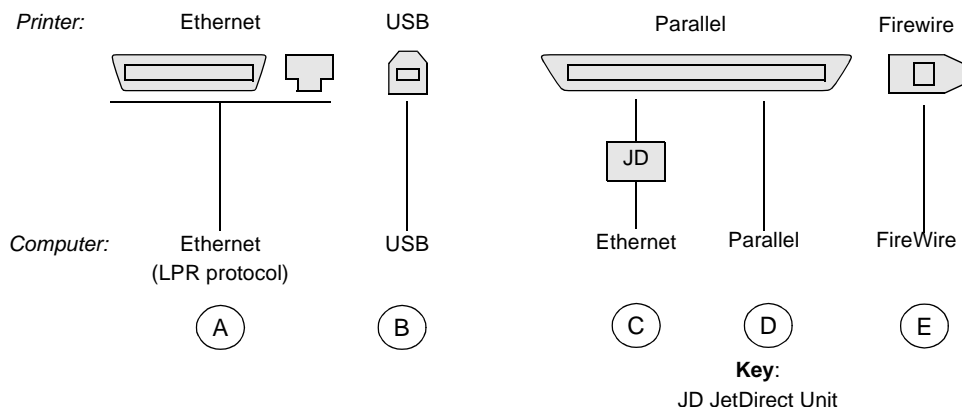 Printer: Ethernet USB Parallel Firewire
JD
Computer: Ethernet USB Ethernet Parallel FireWire
(LPR protocol)
A B C D E
Key:
JD JetDirect Unit